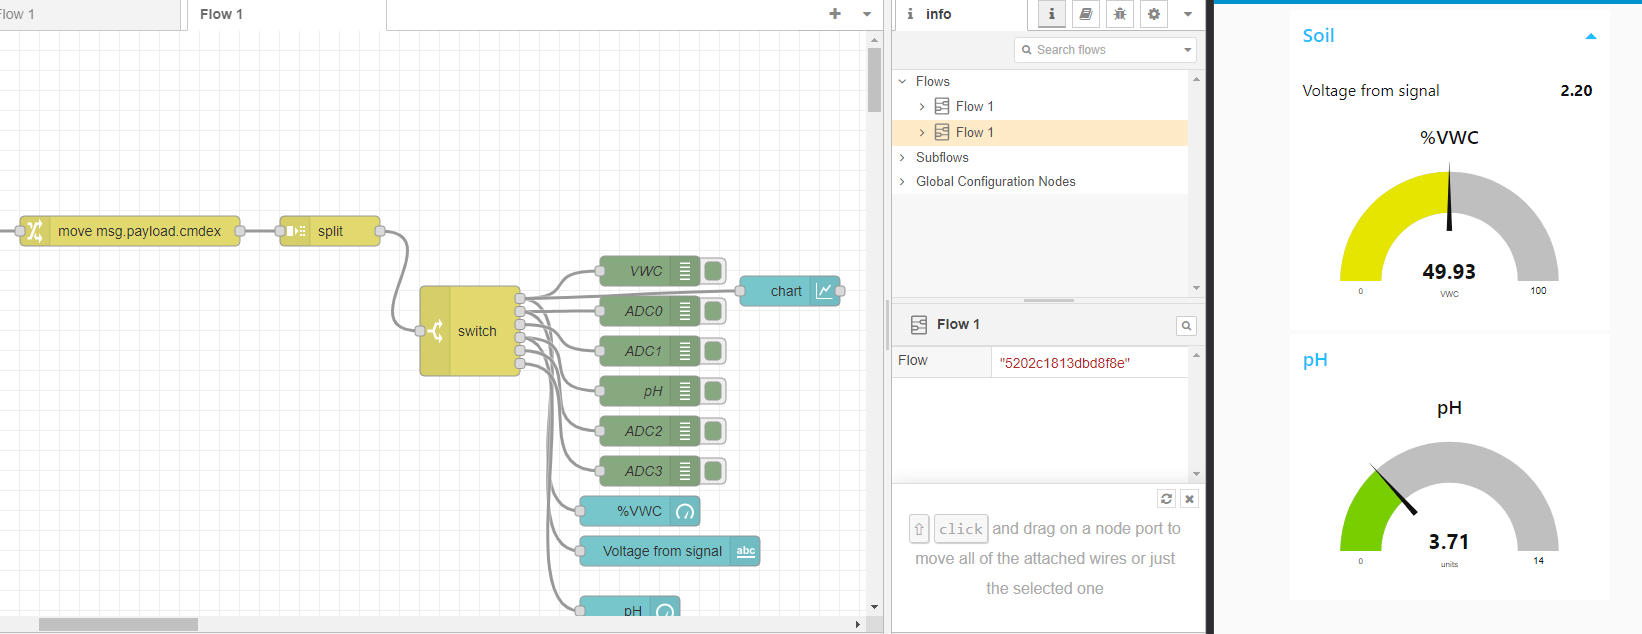 Flow 1
Flow 1
move msg.payload.cmdex
split
switch
VWC
chart
ADC0
ADC1
pH
ADC2
ADC3
%VWC
Voltage from signal
abc
pH
i info
i
Search flows
Flows
Flow 1
Flow 1
Subflows
Global Configuration Nodes
Flow 1
Flow
"5202c1813dbd8f8e"
⇧ click and drag on a node port to
move all of the attached wires or just
the selected one
Soil
Voltage from signal 2.20
%VWC
49.93
0 VWC 100
pH
pH
3.71
0 units 14